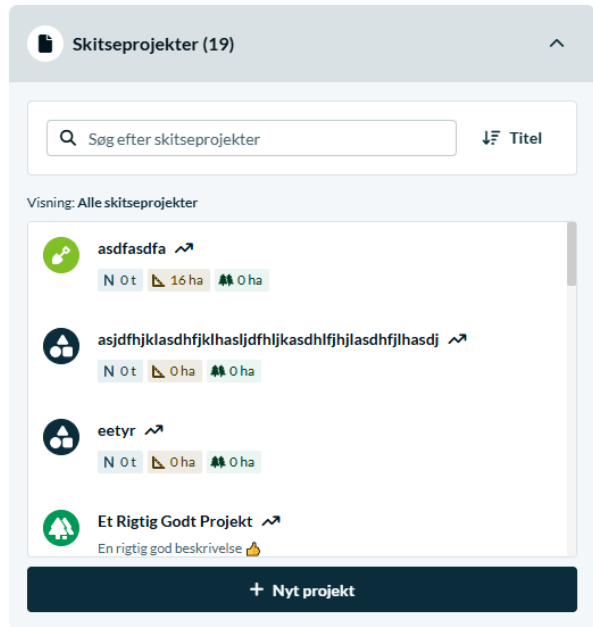 Skitseprojekter (19)
Søg efter skitseprojekter
Titel
Visning: Alle skitseprojekter
asdfasdfa
N 0 t 16 ha 0 ha
asjdfhjklasdhfjklhasljdfhljkasdhlfjhjlasdhfjlhasdj
N 0 t 0 ha 0 ha
eetyr
N 0 t 0 ha 0 ha
Et Rigtig Godt Projekt
En rigtig god beskrivelse 👍
+ Nyt projekt